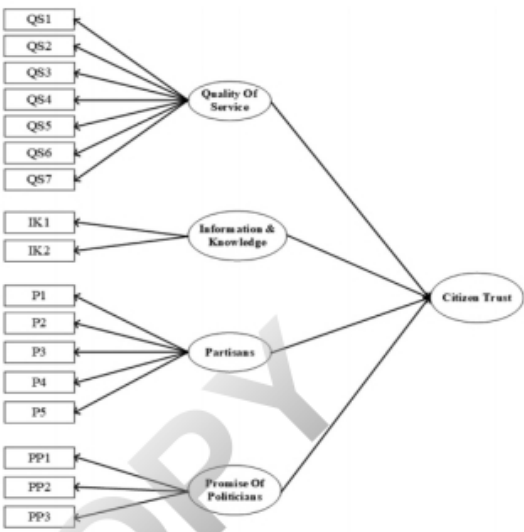 QS1
QS2
QS3
QS4
QS5
QS6
QS7
Quality Of
Service
IK1
IK2
Information &
Knowledge
Citizen Trust
P1
P2
P3
P4
P5
Partisans
PP1
PP2
PP3
Promise Of
Politicians
OPY